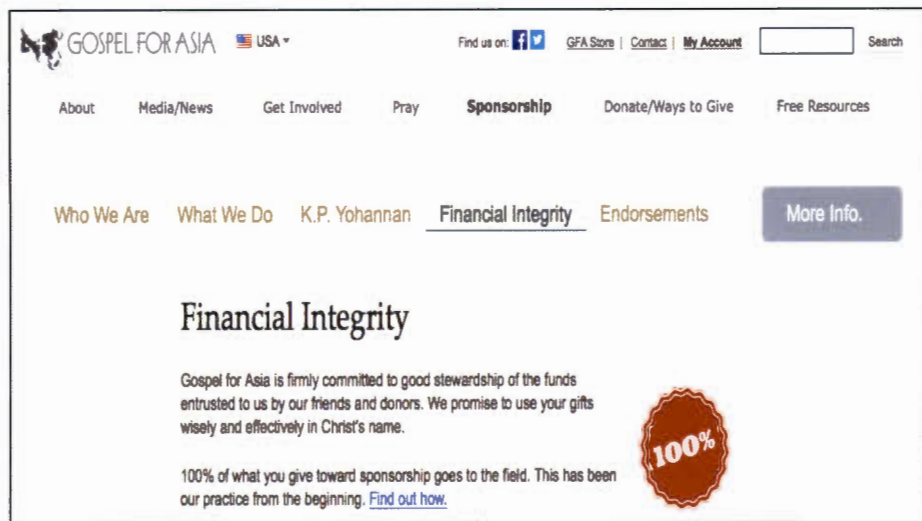 GOSPEL FOR ASIA USA Find us on: GFA Store | Contact | My Account Search
About Media/News Get Involved Pray Sponsorship Donate/Ways to Give Free Resources
Who We Are What We Do K.P. Yohannan Financial Integrity Endorsements More Info.
Financial Integrity
Gospel for Asia is firmly committed to good stewardship of the funds
entrusted to us by our friends and donors. We promise to use your gifts
wisely and effectively in Christ's name.
100%
100% of what you give toward sponsorship goes to the field. This has been
our practice from the beginning. Find out how.